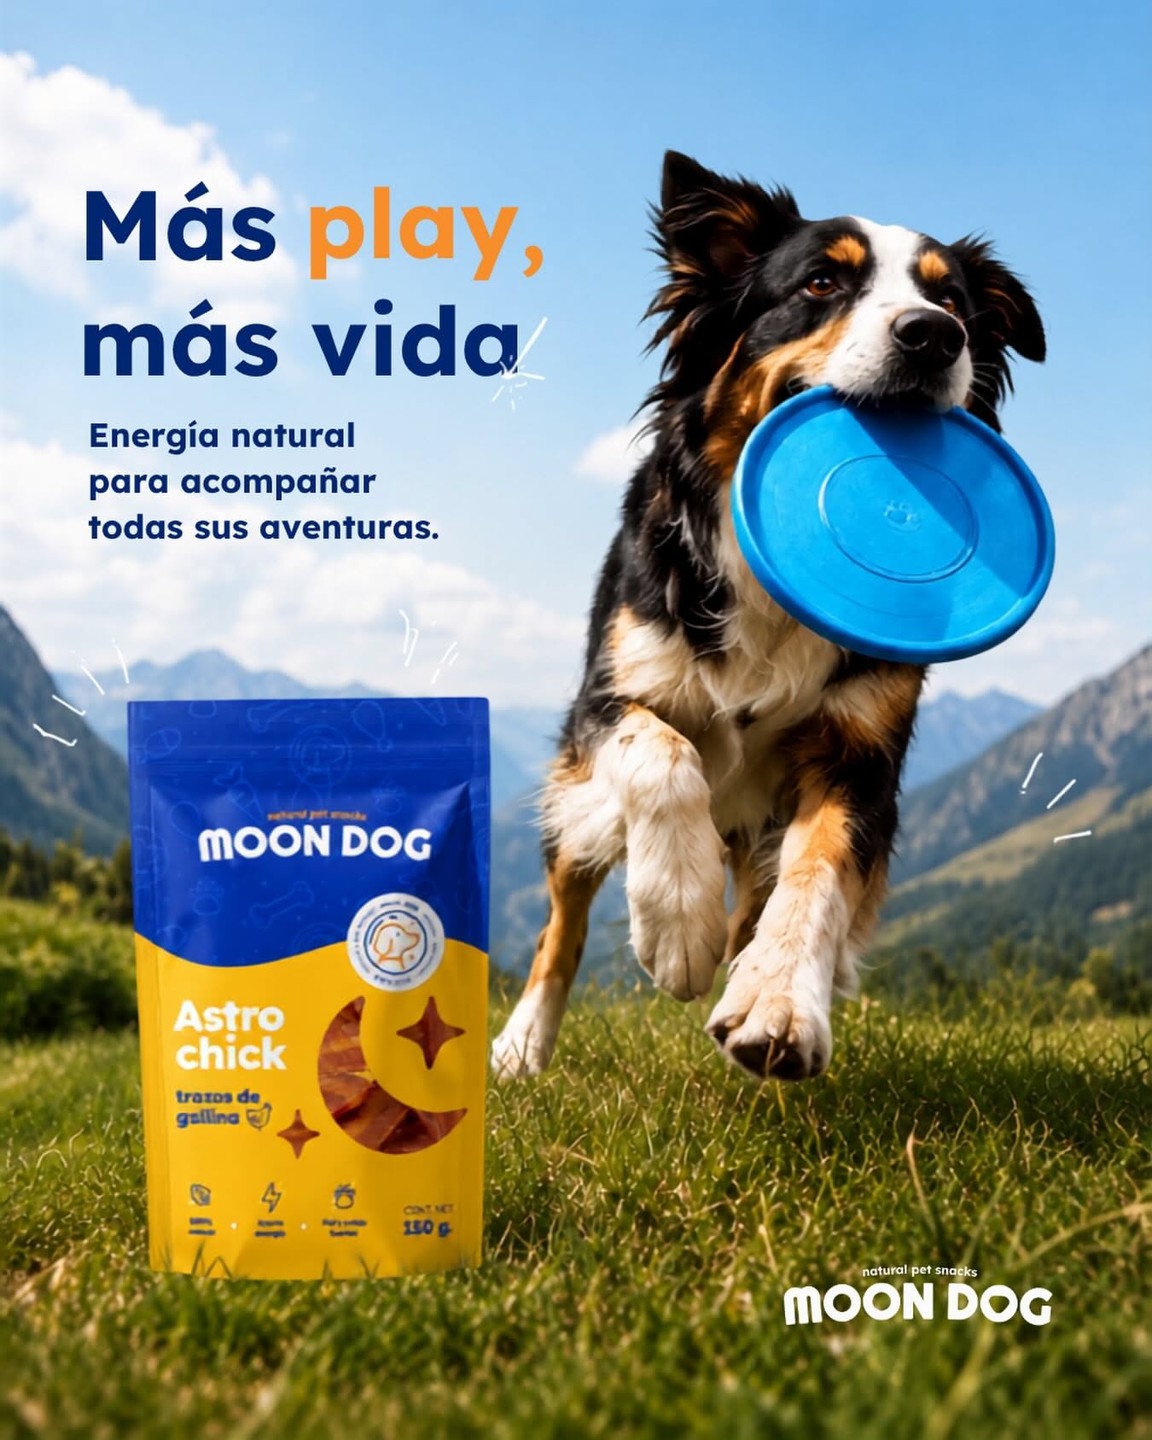 Más play,
más vida
Energía natural
para acompañar
todas sus aventuras.
natural pet snacks
MOON DOG
Astro
chick
trozos de
gallina
CONT. NET.
150 g.
natural pet snacks
MOON DOG